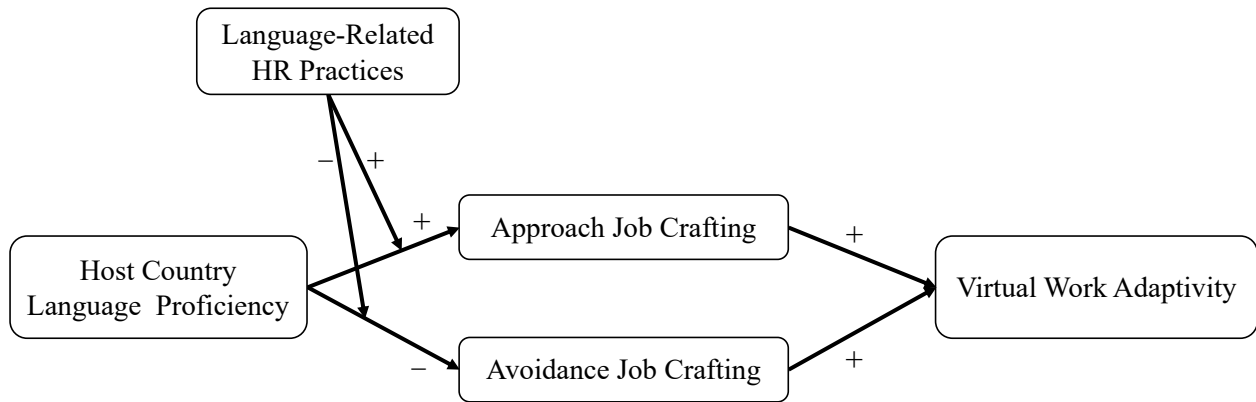 Language-Related
HR Practices
– +
+
Approach Job Crafting
+
Host Country
Language Proficiency
Virtual Work Adaptivity
–
Avoidance Job Crafting
+